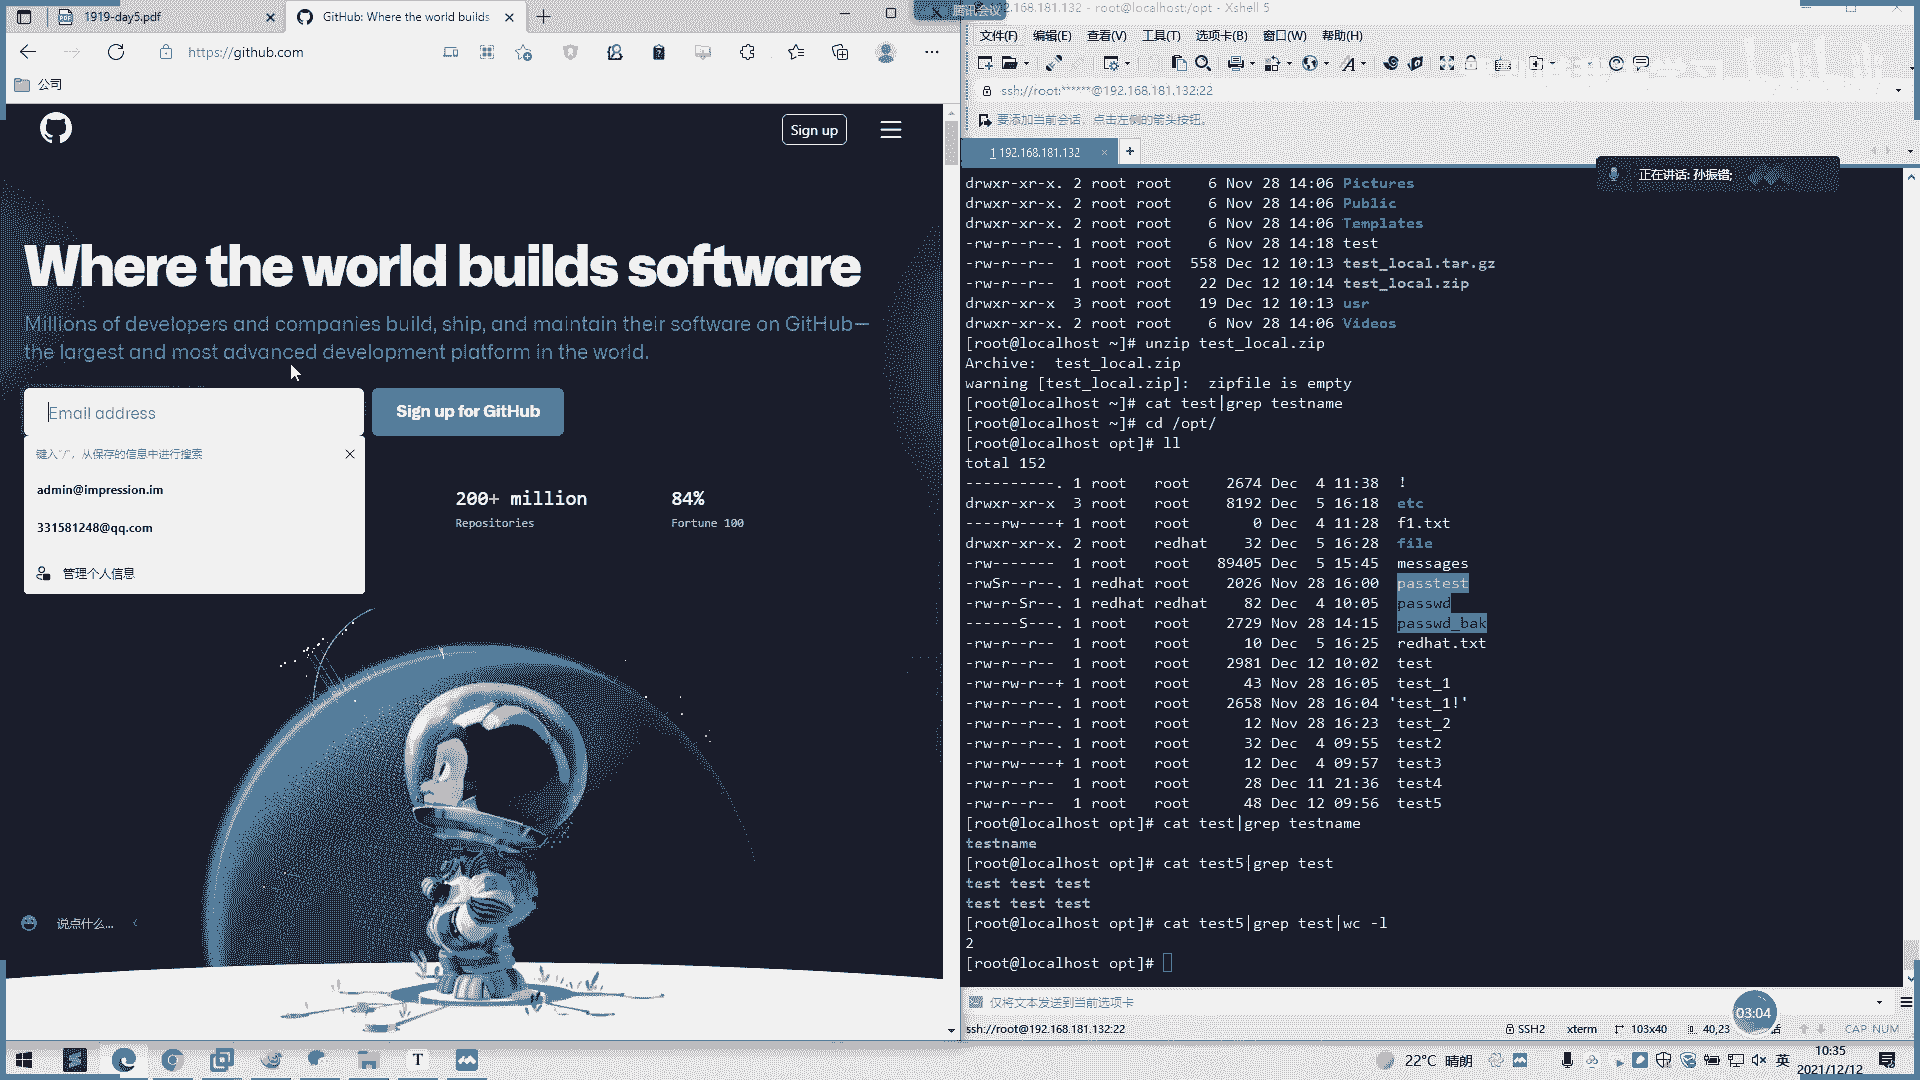 1919-day5.pdf
GitHub: Where the world builds
腾讯会议
https://github.com
公司
Sign up
Where the world builds software
Millions of developers and companies build, ship, and maintain their software on GitHub—
the largest and most advanced development platform in the world.
Email address
Sign up for GitHub
键入"/"，从保存的信息中进行搜索
admin@impression.im
331581248@qq.com
管理个人信息
200+ million
Repositories
84%
Fortune 100
说点什么...
192.168.181.132 - root@localhost:/opt - Xshell 5
文件(F) 编辑(E) 查看(V) 工具(T) 选项卡(B) 窗口(W) 帮助(H)
ssh://root:******@192.168.181.132:22
要添加当前会话，点击左侧的箭头按钮。
1 192.168.181.132
正在讲话: 孙振锴;
drwxr-xr-x. 2 root root    6 Nov 28 14:06 Pictures
drwxr-xr-x. 2 root root    6 Nov 28 14:06 Public
drwxr-xr-x. 2 root root    6 Nov 28 14:06 Templates
-rw-r--r--. 1 root root    6 Nov 28 14:18 test
-rw-r--r--  1 root root  558 Dec 12 10:13 test_local.tar.gz
-rw-r--r--  1 root root   22 Dec 12 10:14 test_local.zip
drwxr-xr-x  3 root root   19 Dec 12 10:13 usr
drwxr-xr-x. 2 root root    6 Nov 28 14:06 Videos
[root@localhost ~]# unzip test_local.zip
Archive:  test_local.zip
warning [test_local.zip]:  zipfile is empty
[root@localhost ~]# cat test|grep testname
[root@localhost ~]# cd /opt/
[root@localhost opt]# ll
total 152
----------. 1 root   root    2674 Dec  4 11:38  !
drwxr-xr-x  3 root   root    8192 Dec  5 16:18  etc
----rw----+ 1 root   root       0 Dec  4 11:28  f1.txt
drwxr-xr-x. 2 root   redhat    32 Dec  5 16:28  file
-rw-------  1 root   root   89405 Dec  5 15:45  messages
-rwSr--r--. 1 redhat root    2026 Nov 28 16:00  passtest
-rw-r-Sr--. 1 redhat redhat    82 Dec  4 10:05  passwd
------S---. 1 root   root    2729 Nov 28 14:15  passwd_bak
-rw-r--r--  1 root   root      10 Dec  5 16:25  redhat.txt
-rw-r--r--  1 root   root    2981 Dec 12 10:02  test
-rw-rw-r--+ 1 root   root      43 Nov 28 16:05  test_1
-rw-r--r--. 1 root   root    2658 Nov 28 16:04 'test_1!'
-rw-r--r--. 1 root   root      12 Nov 28 16:23  test_2
-rw-r--r--. 1 root   root      32 Dec  4 09:55  test2
-rw-rw----+ 1 root   root      12 Dec  4 09:57  test3
-rw-r--r--  1 root   root      28 Dec 11 21:36  test4
-rw-r--r--  1 root   root      48 Dec 12 09:56  test5
[root@localhost opt]# cat test|grep testname
testname
[root@localhost opt]# cat test5|grep test
test test test
test test test
[root@localhost opt]# cat test5|grep test|wc -l
2
[root@localhost opt]#
仅将文本发送到当前选项卡
03:04
ssh://root@192.168.181.132:22
SSH2 xterm 103x40 40,23 CAP NUM
22°C 晴朗
英
10:35
2021/12/12